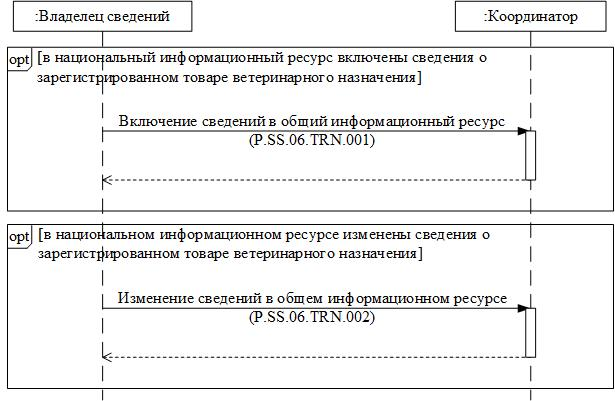 :Владелец сведений
:Координатор
opt
[в национальный информационный ресурс включены сведения о
зарегистрированном товаре ветеринарного назначения]
Включение сведений в общий информационный ресурс
(P.SS.06.TRN.001)
opt
[в национальном информационном ресурсе изменены сведения о
зарегистрированном товаре ветеринарного назначения]
Изменение сведений в общем информационном ресурсе
(P.SS.06.TRN.002)